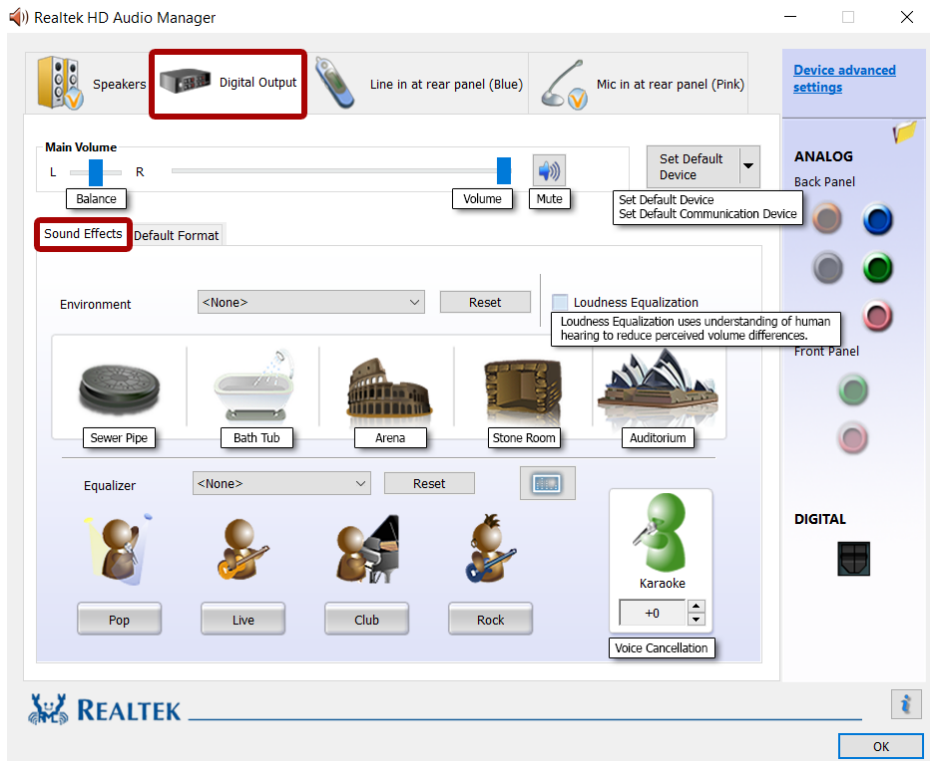 Realtek HD Audio Manager
Speakers
Digital Output
Line in at rear panel (Blue)
Mic in at rear panel (Pink)
Device advanced
settings
Main Volume
L
R
Balance
Volume
Mute
Set Default
Device
Set Default Device
Set Default Communication Device
ANALOG
Back Panel
Sound Effects
Default Format
Environment
<None>
Reset
Loudness Equalization
Loudness Equalization uses understanding of human
hearing to reduce perceived volume differences.
Front Panel
Sewer Pipe
Bath Tub
Arena
Stone Room
Auditorium
Equalizer
<None>
Reset
Karaoke
+0
Voice Cancellation
Pop
Live
Club
Rock
DIGITAL
REALTEK
i
OK